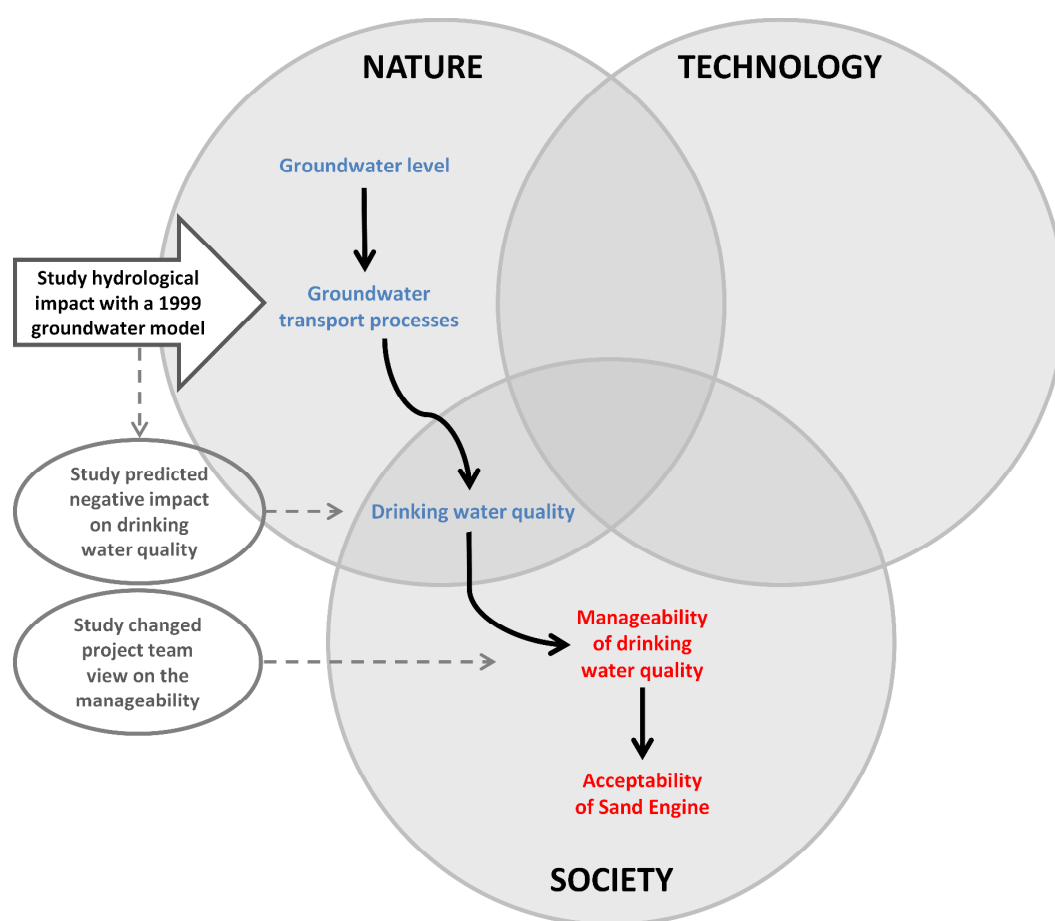 NATURE
TECHNOLOGY
Groundwater level
Study hydrological
impact with a 1999
groundwater model
Groundwater
transport processes
Study predicted
negative impact
on drinking
water quality
Drinking water quality
Study changed
project team
view on the
manageability
Manageability
of drinking
water quality
Acceptability
of Sand Engine
SOCIETY